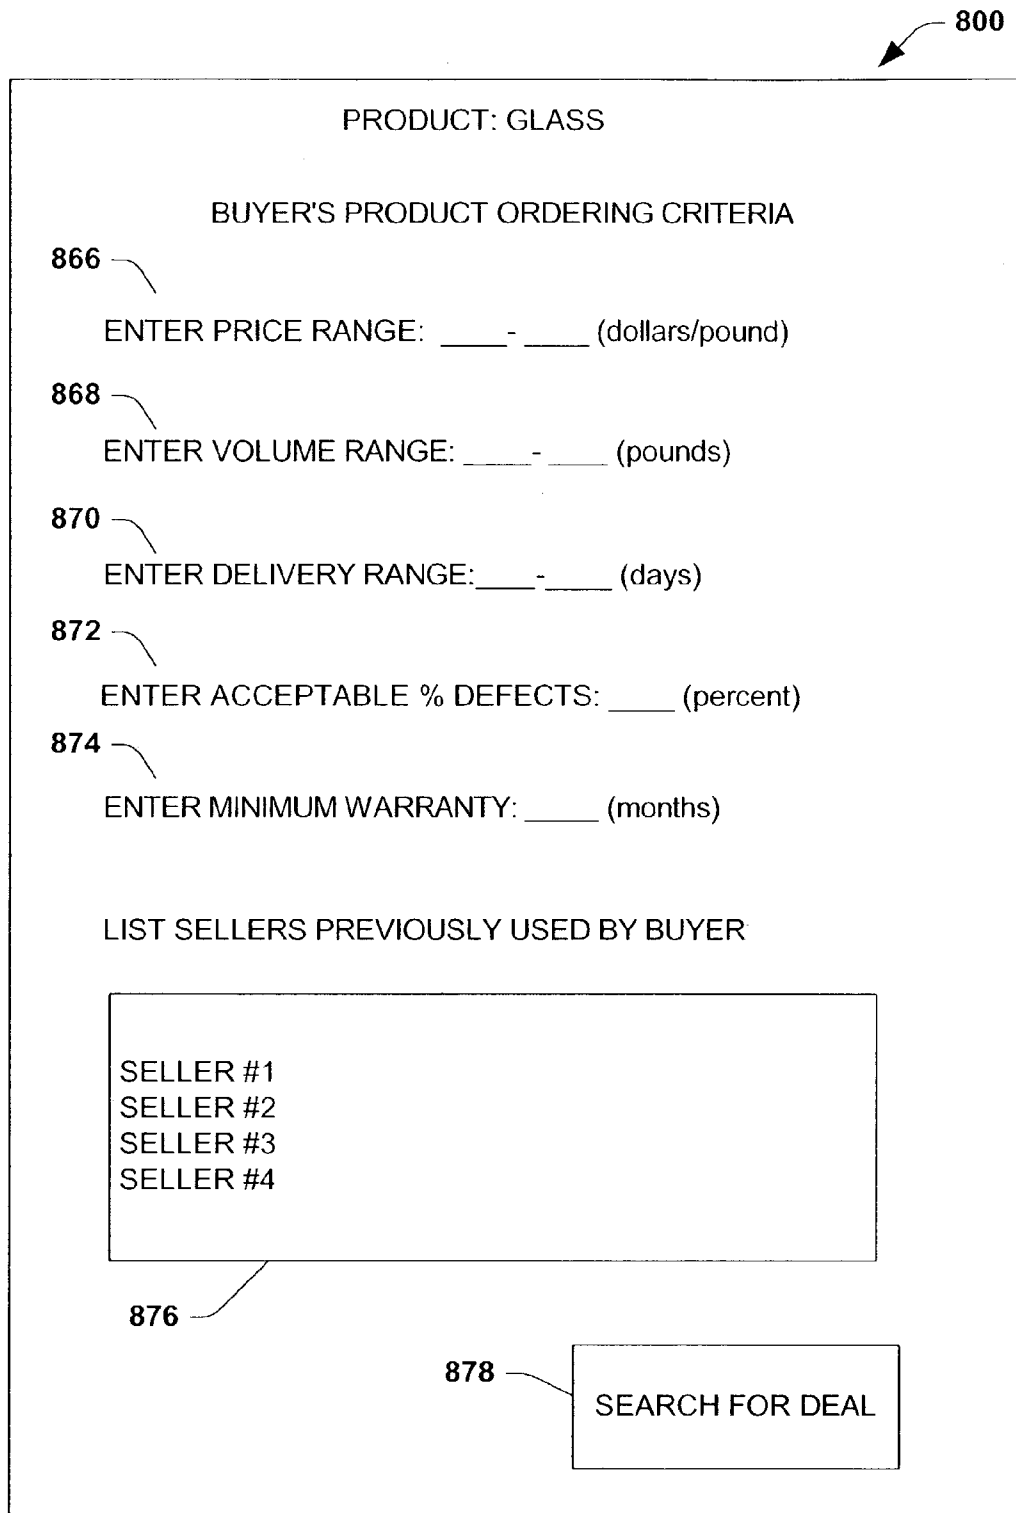 800
PRODUCT: GLASS
BUYER'S PRODUCT ORDERING CRITERIA
866
ENTER PRICE RANGE: ____- ____ (dollars/pound)
868
ENTER VOLUME RANGE: ____- ____ (pounds)
870
ENTER DELIVERY RANGE:____-____ (days)
872
ENTER ACCEPTABLE % DEFECTS: ____ (percent)
874
ENTER MINIMUM WARRANTY: _____ (months)
LIST SELLERS PREVIOUSLY USED BY BUYER
SELLER #1
SELLER #2
SELLER #3
SELLER #4
876
878
SEARCH FOR DEAL